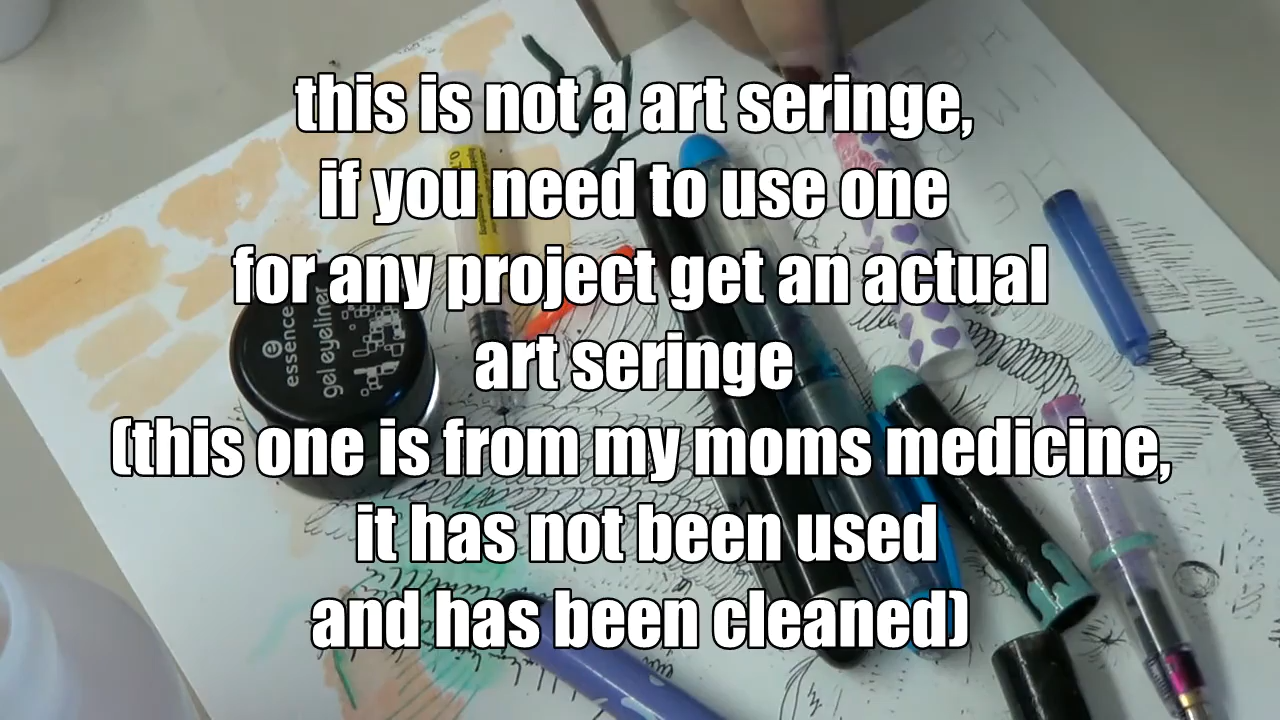 this is not a art seringe,
if you need to use one
for any project get an actual
art seringe
(this one is from my moms medicine,
it has not been used
and has been cleaned)
essence
gel eyeliner